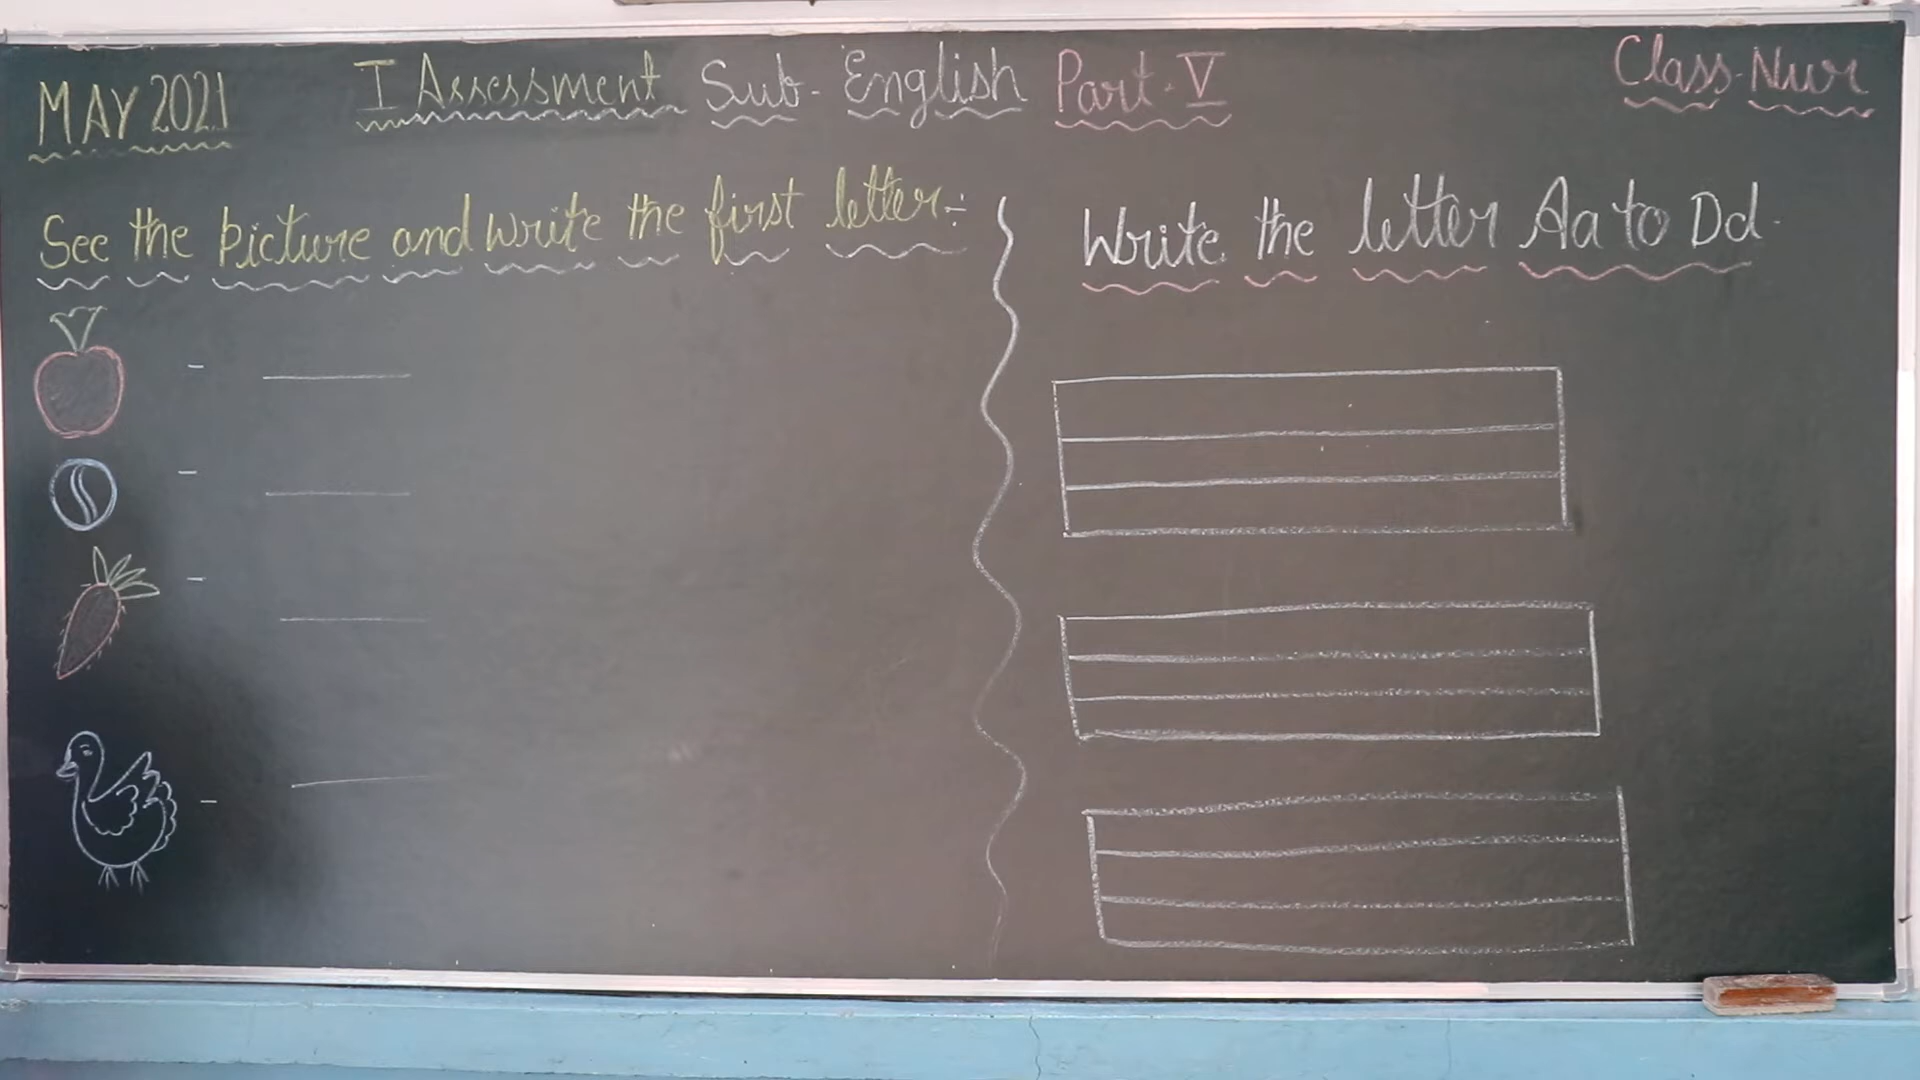 MAY 2021 I Assessment Sub- English Part-V Class-Nur
See the picture and write the first letter:-
Write the letter Aa to Dd-